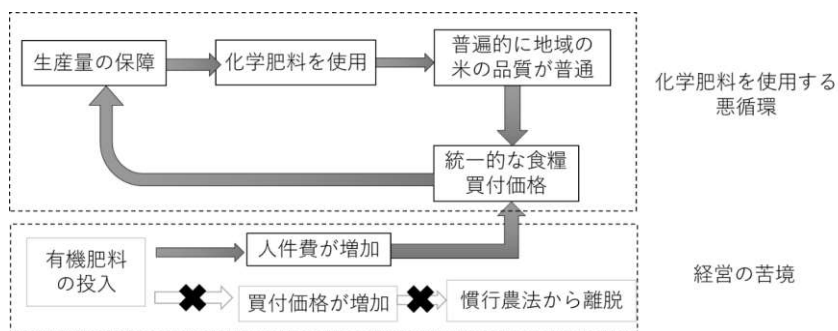 生産量の保障
化学肥料を使用
普遍的に地域の
米の品質が普通
化学肥料を使用する
悪循環
統一的な食糧
買付価格
有機肥料
の投入
人件費が増加
買付価格が増加
慣行農法から離脱
経営の苦境